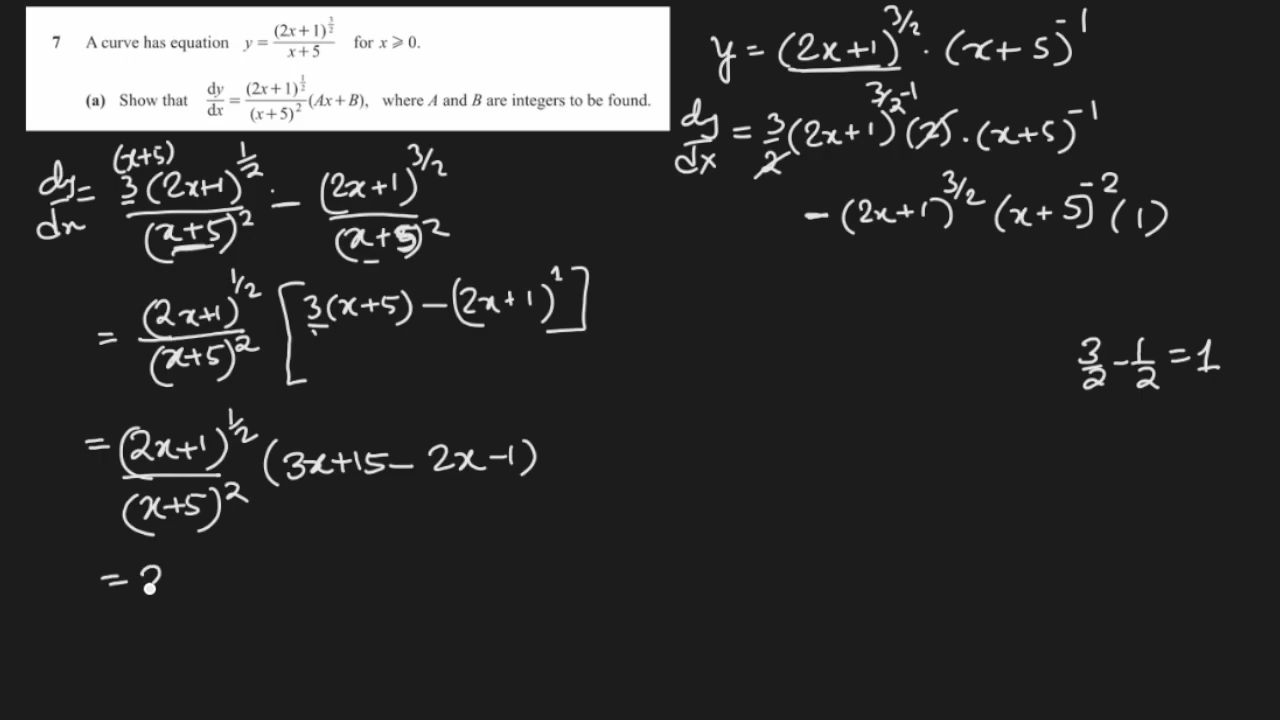 7 A curve has equation y = (2x+1)^(3/2) / (x+5) for x ⩾ 0.
(a) Show that dy/dx = (2x+1)^(1/2) / (x+5)^2 (Ax+B), where A and B are integers to be found.
y = (2x+1)^(3/2) · (x+5)^(-1)
dy/dx = 3/2 (2x+1)^(3/2-1) (2) · (x+5)^(-1)
- (2x+1)^(3/2) (x+5)^(-2) (1)
dy/dx = 3(2x+1)^(1/2) (x+5) / (x+5)^2 - (2x+1)^(3/2) / (x+5)^2
= (2x+1)^(1/2) / (x+5)^2 [3(x+5) - (2x+1)^1]
3/2 - 1/2 = 1
= (2x+1)^(1/2) / (x+5)^2 (3x+15 - 2x - 1)
=